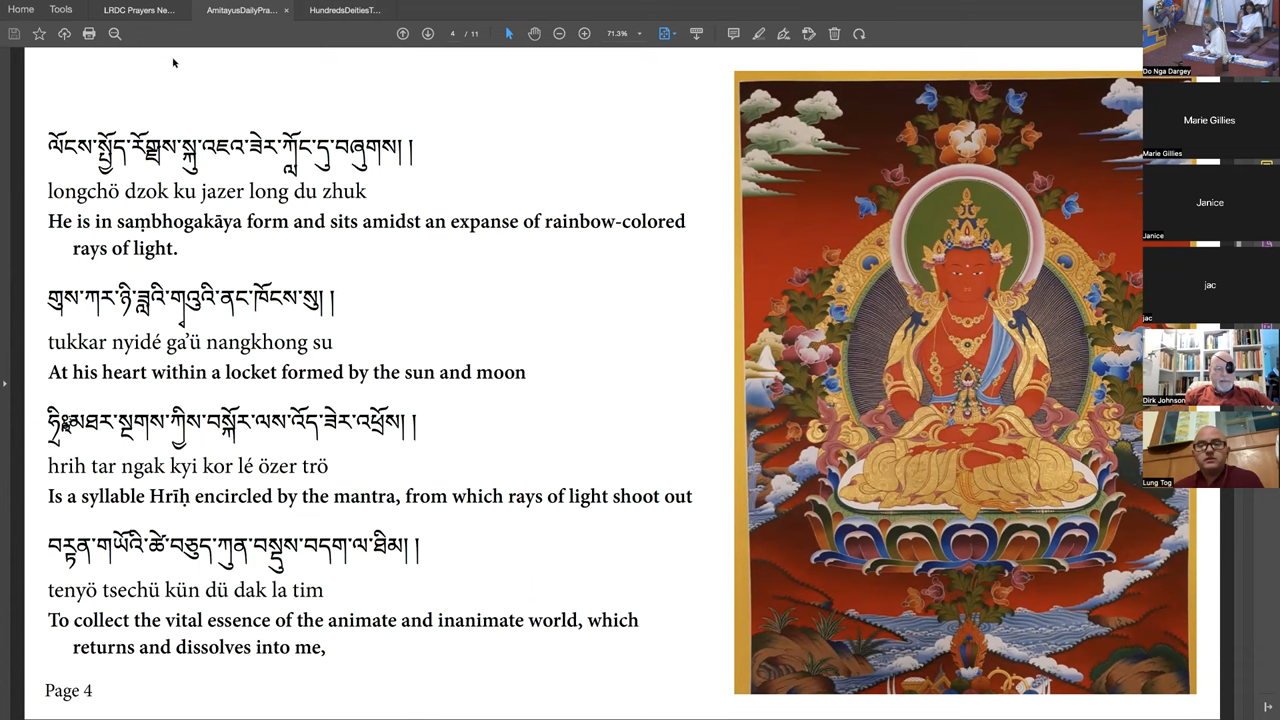 Home
Tools
LRDC Prayers Ne...
AmitayusDailyPra... ×
HundredsDeitiesT...
4 / 11
71.3%
ལོངས་སྤྱོད་རོགྫས་སྐུ་འཇའ་ཟེར་ཀློང་དུ་བཞུགས། །
longchö dzok ku jazer long du zhuk
He is in saṃbhogakāya form and sits amidst an expanse of rainbow-colored
rays of light.
ཐུས་ཀར་ཉི་ཟླའི་གཱའུའི་ནང་ཁོངས་སུ། །
tukkar nyidé ga’ü nangkhong su
At his heart within a locket formed by the sun and moon
མཐར་སྔགས་ཀྱིས་བསྐོར་ལས་འོད་ཟེར་འཕྲོས། །
hrih tar ngak kyi kor lé özer trö
Is a syllable Hrīḥ encircled by the mantra, from which rays of light shoot out
བརྟན་གཡོའི་ཚེ་བཅུད་ཀུན་བསྡུས་བདག་ལ་ཐིམ། །
tenyö tsechü kün dü dak la tim
To collect the vital essence of the animate and inanimate world, which
returns and dissolves into me,
Page 4
Do Nga Dargey
Marie Gillies
Marie Gillies
Janice
Janice
jac
jac
Dirk Johnson
Lung Tog